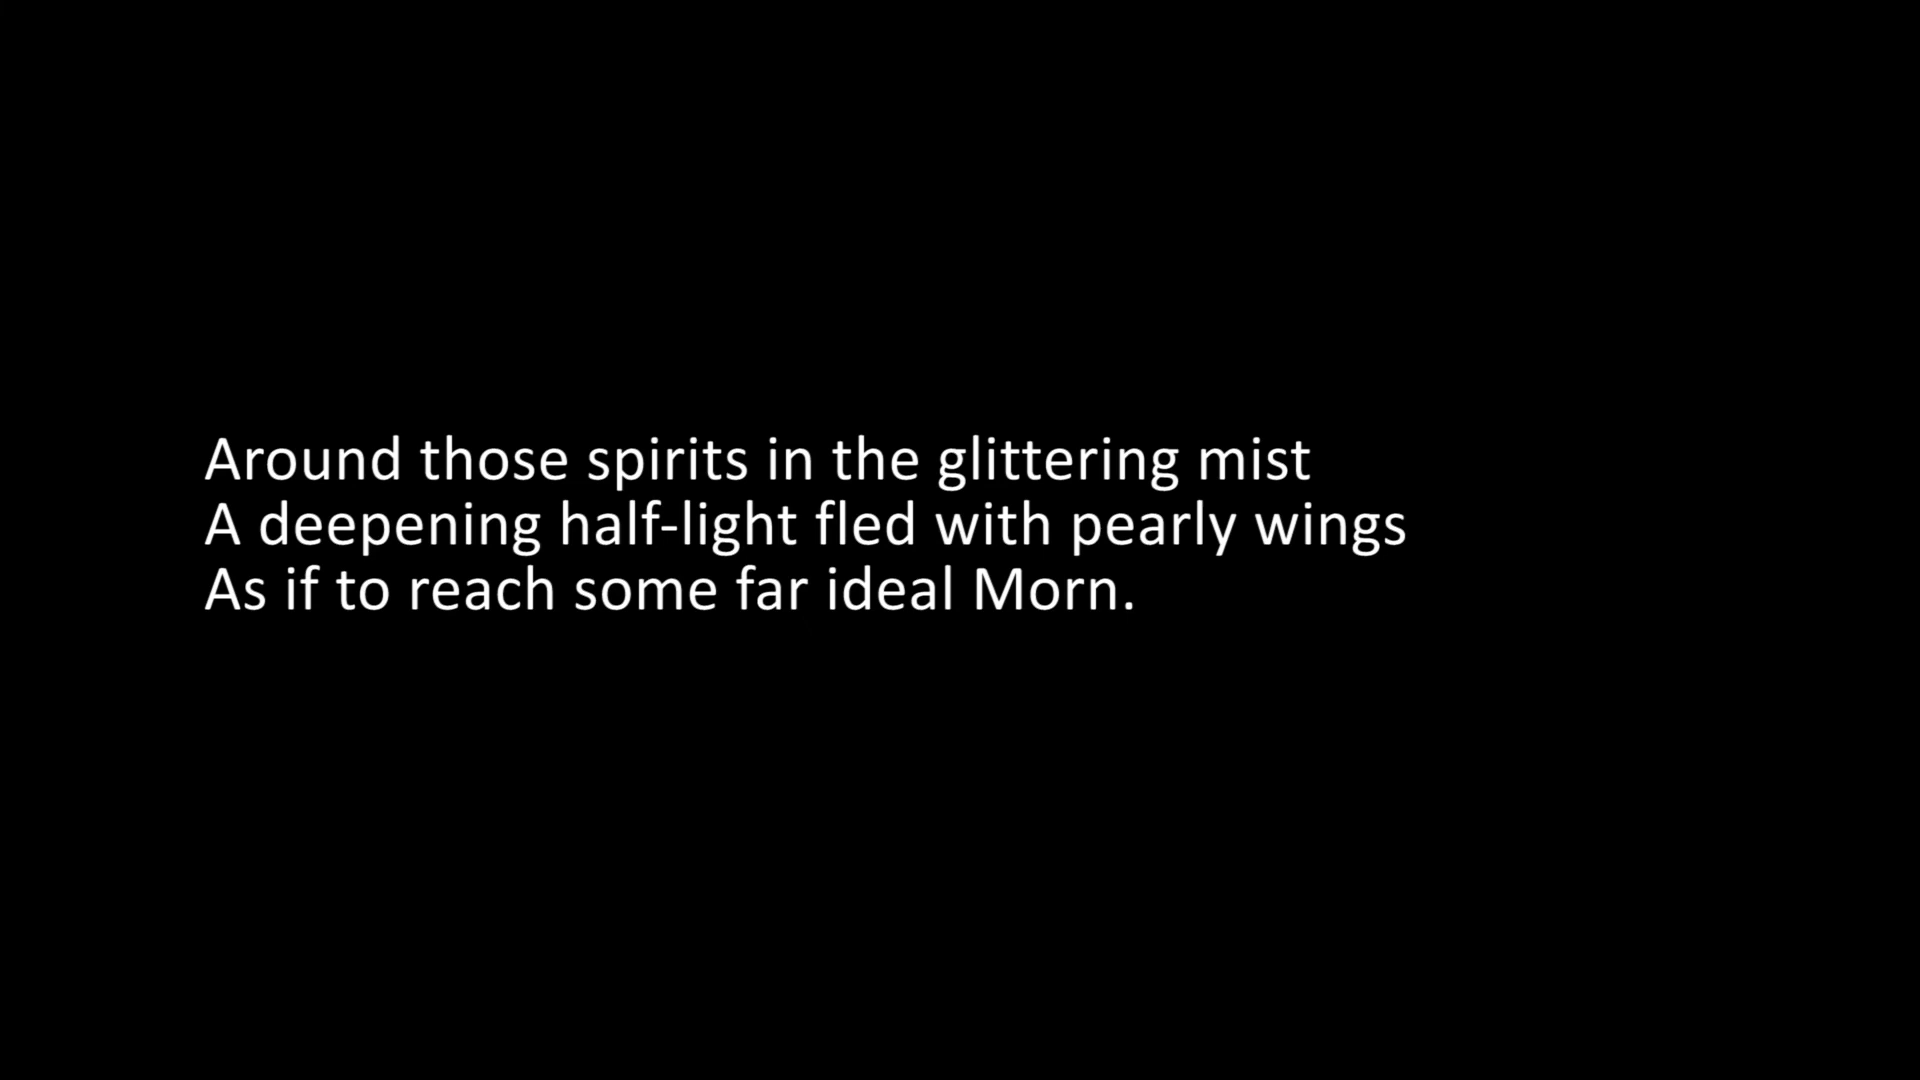 Around those spirits in the glittering mist
A deepening half-light fled with pearly wings
As if to reach some far ideal Morn.